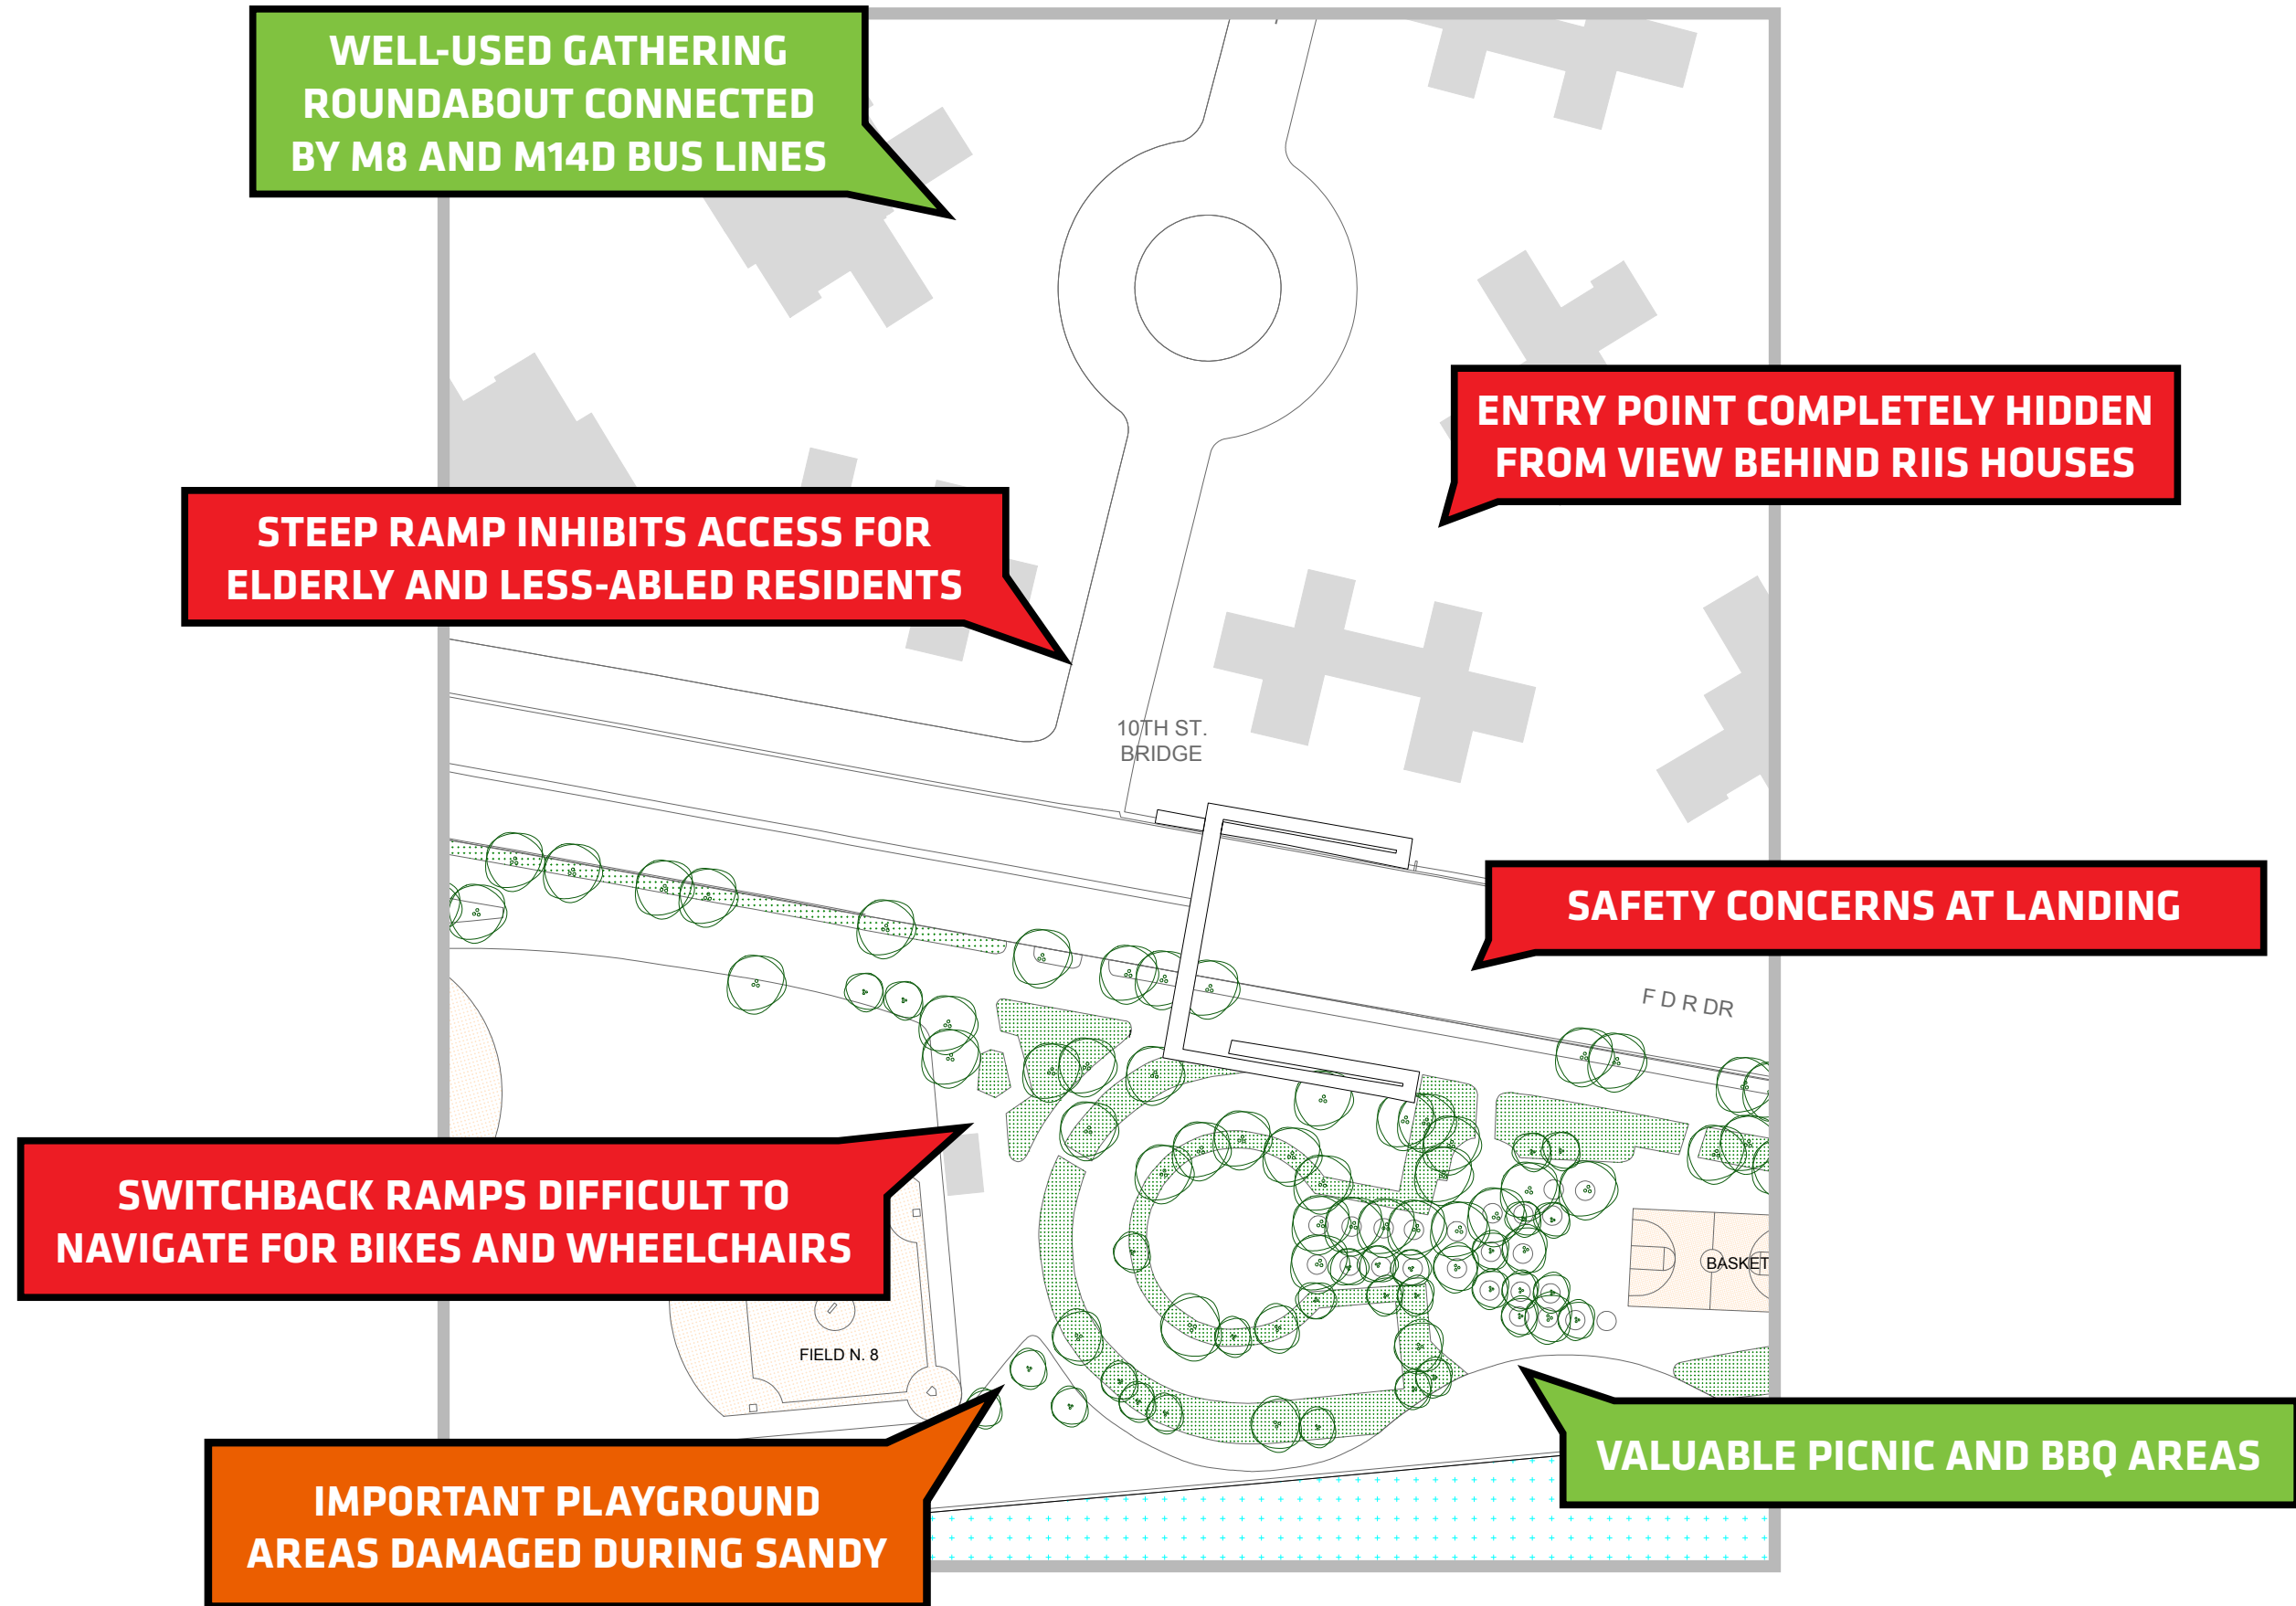 WELL-USED GATHERING
ROUNDABOUT CONNECTED
BY M8 AND M14D BUS LINES
ENTRY POINT COMPLETELY HIDDEN
FROM VIEW BEHIND RIIS HOUSES
STEEP RAMP INHIBITS ACCESS FOR
ELDERLY AND LESS-ABLED RESIDENTS
10TH ST.
BRIDGE
SAFETY CONCERNS AT LANDING
F D R DR
SWITCHBACK RAMPS DIFFICULT TO
NAVIGATE FOR BIKES AND WHEELCHAIRS
BASKET
FIELD N. 8
VALUABLE PICNIC AND BBQ AREAS
IMPORTANT PLAYGROUND
AREAS DAMAGED DURING SANDY